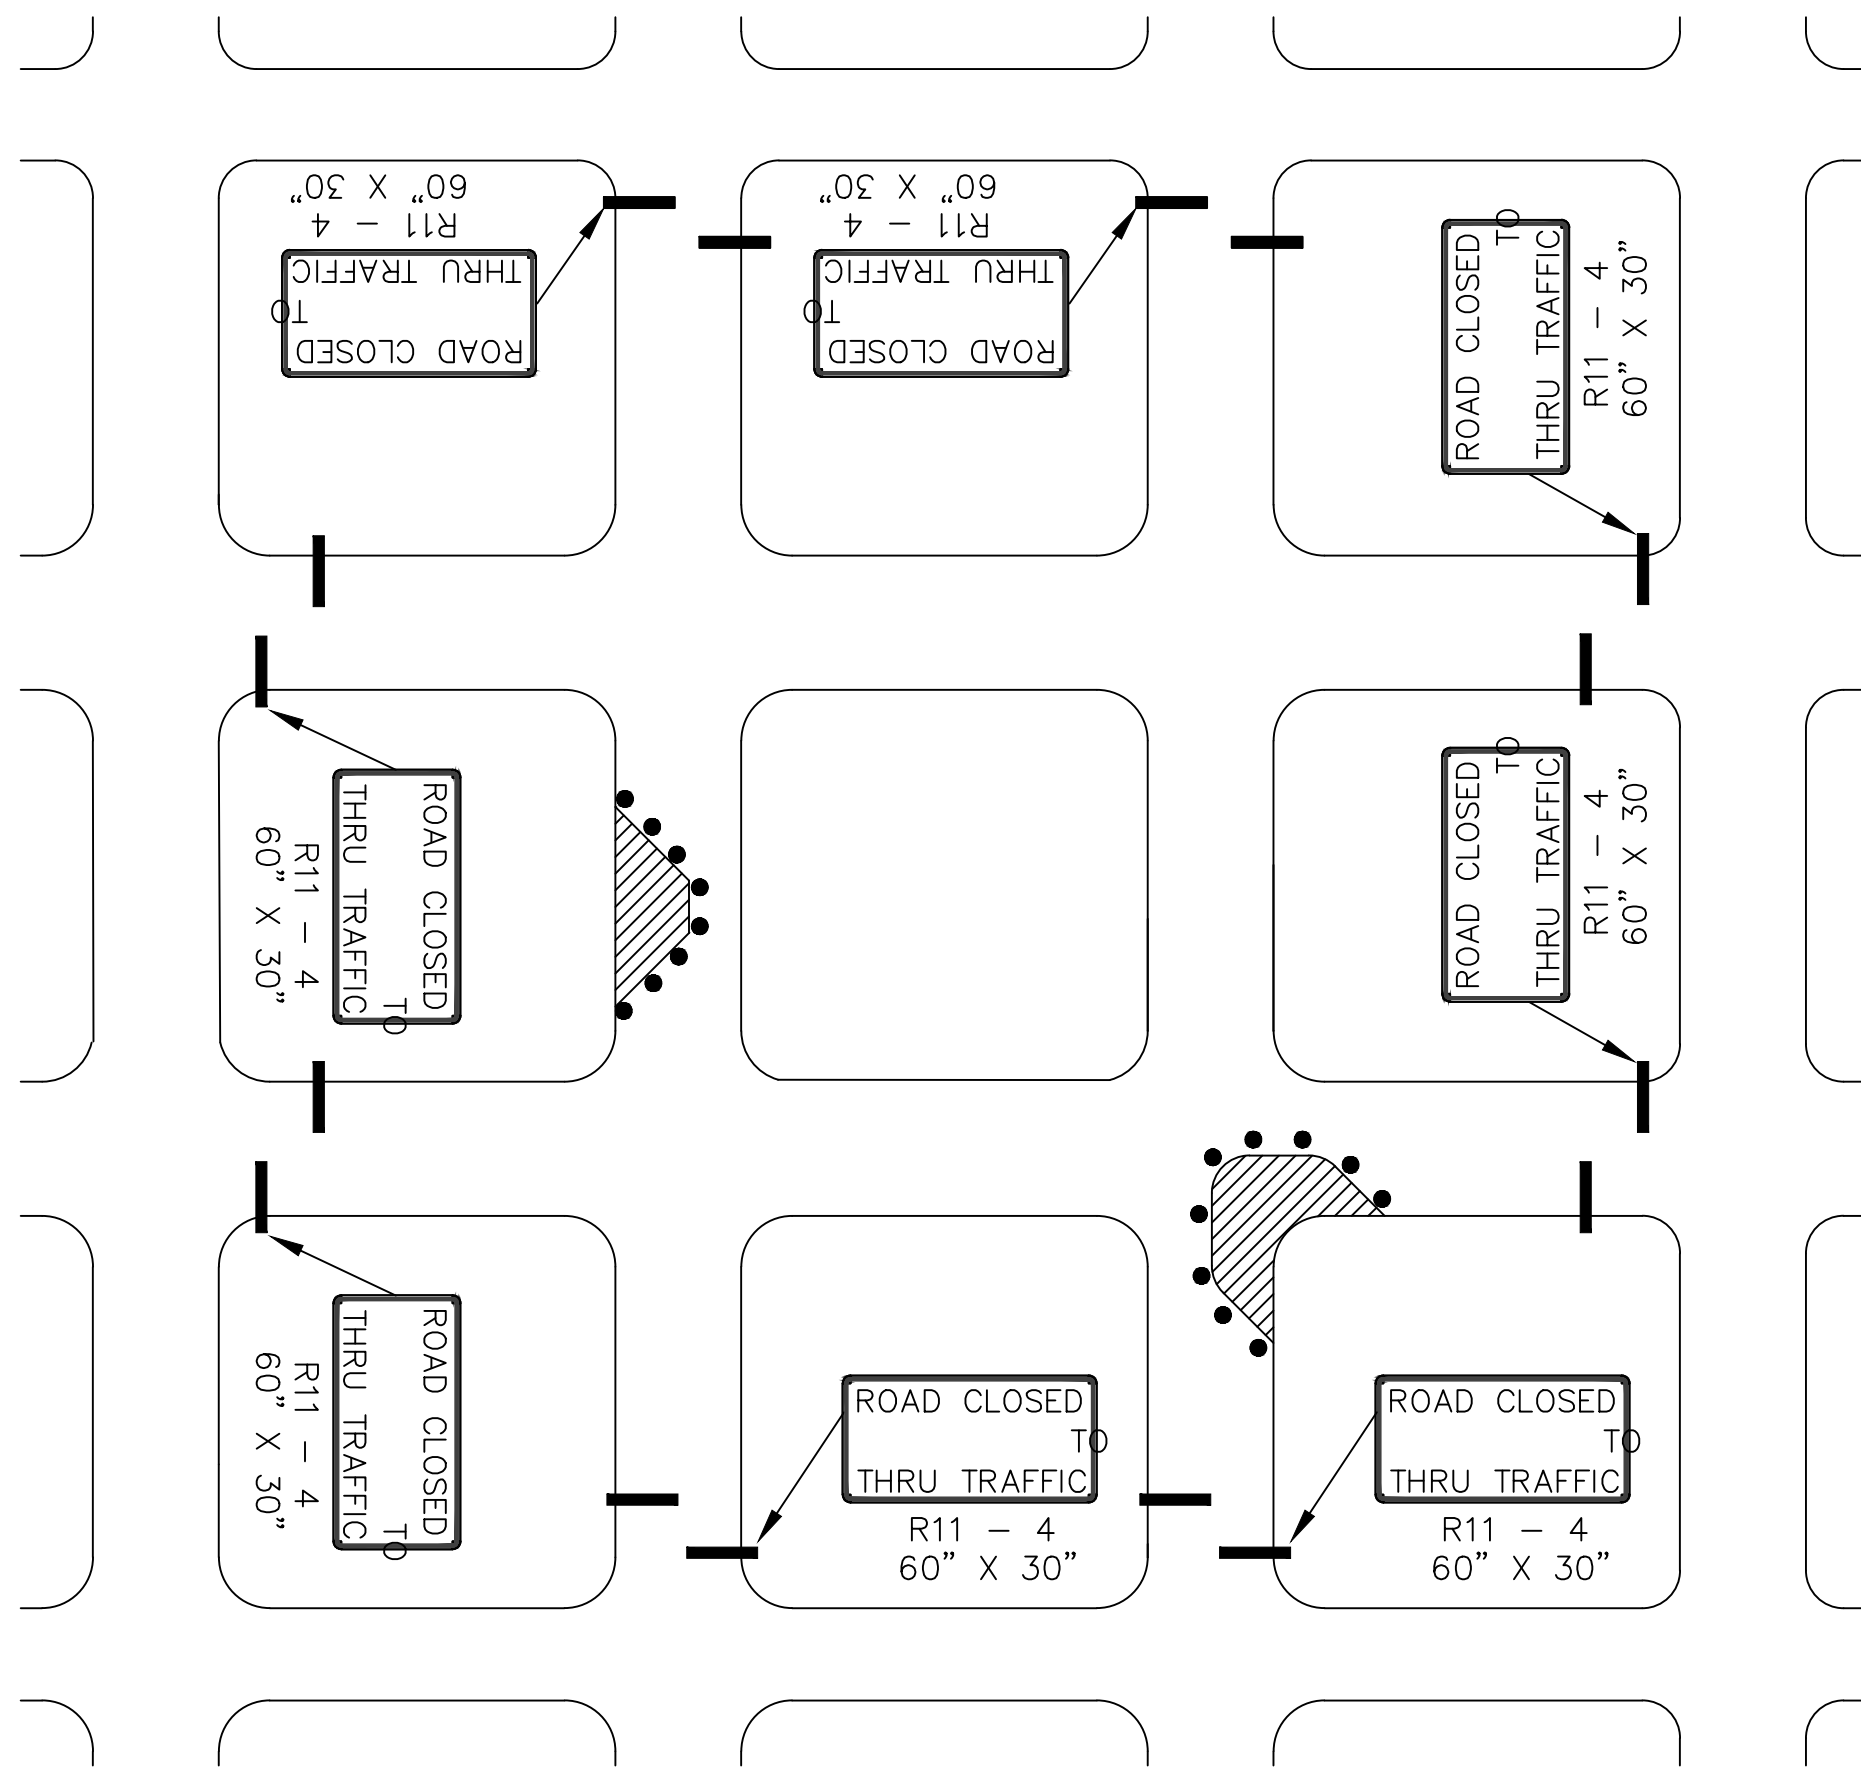 ROAD CLOSED
TO
THRU TRAFFIC
R11 - 4
60” X 30”
ROAD CLOSED
TO
THRU TRAFFIC
R11 - 4
60” X 30”
ROAD CLOSED
TO
THRU TRAFFIC
R11 - 4
60” X 30”
ROAD CLOSED
TO
THRU TRAFFIC
R11 - 4
60” X 30”
ROAD CLOSED
TO
THRU TRAFFIC
R11 - 4
60” X 30”
ROAD CLOSED
TO
THRU TRAFFIC
R11 - 4
60” X 30”
ROAD CLOSED
TO
THRU TRAFFIC
R11 - 4
60” X 30”
ROAD CLOSED
TO
THRU TRAFFIC
R11 - 4
60” X 30”